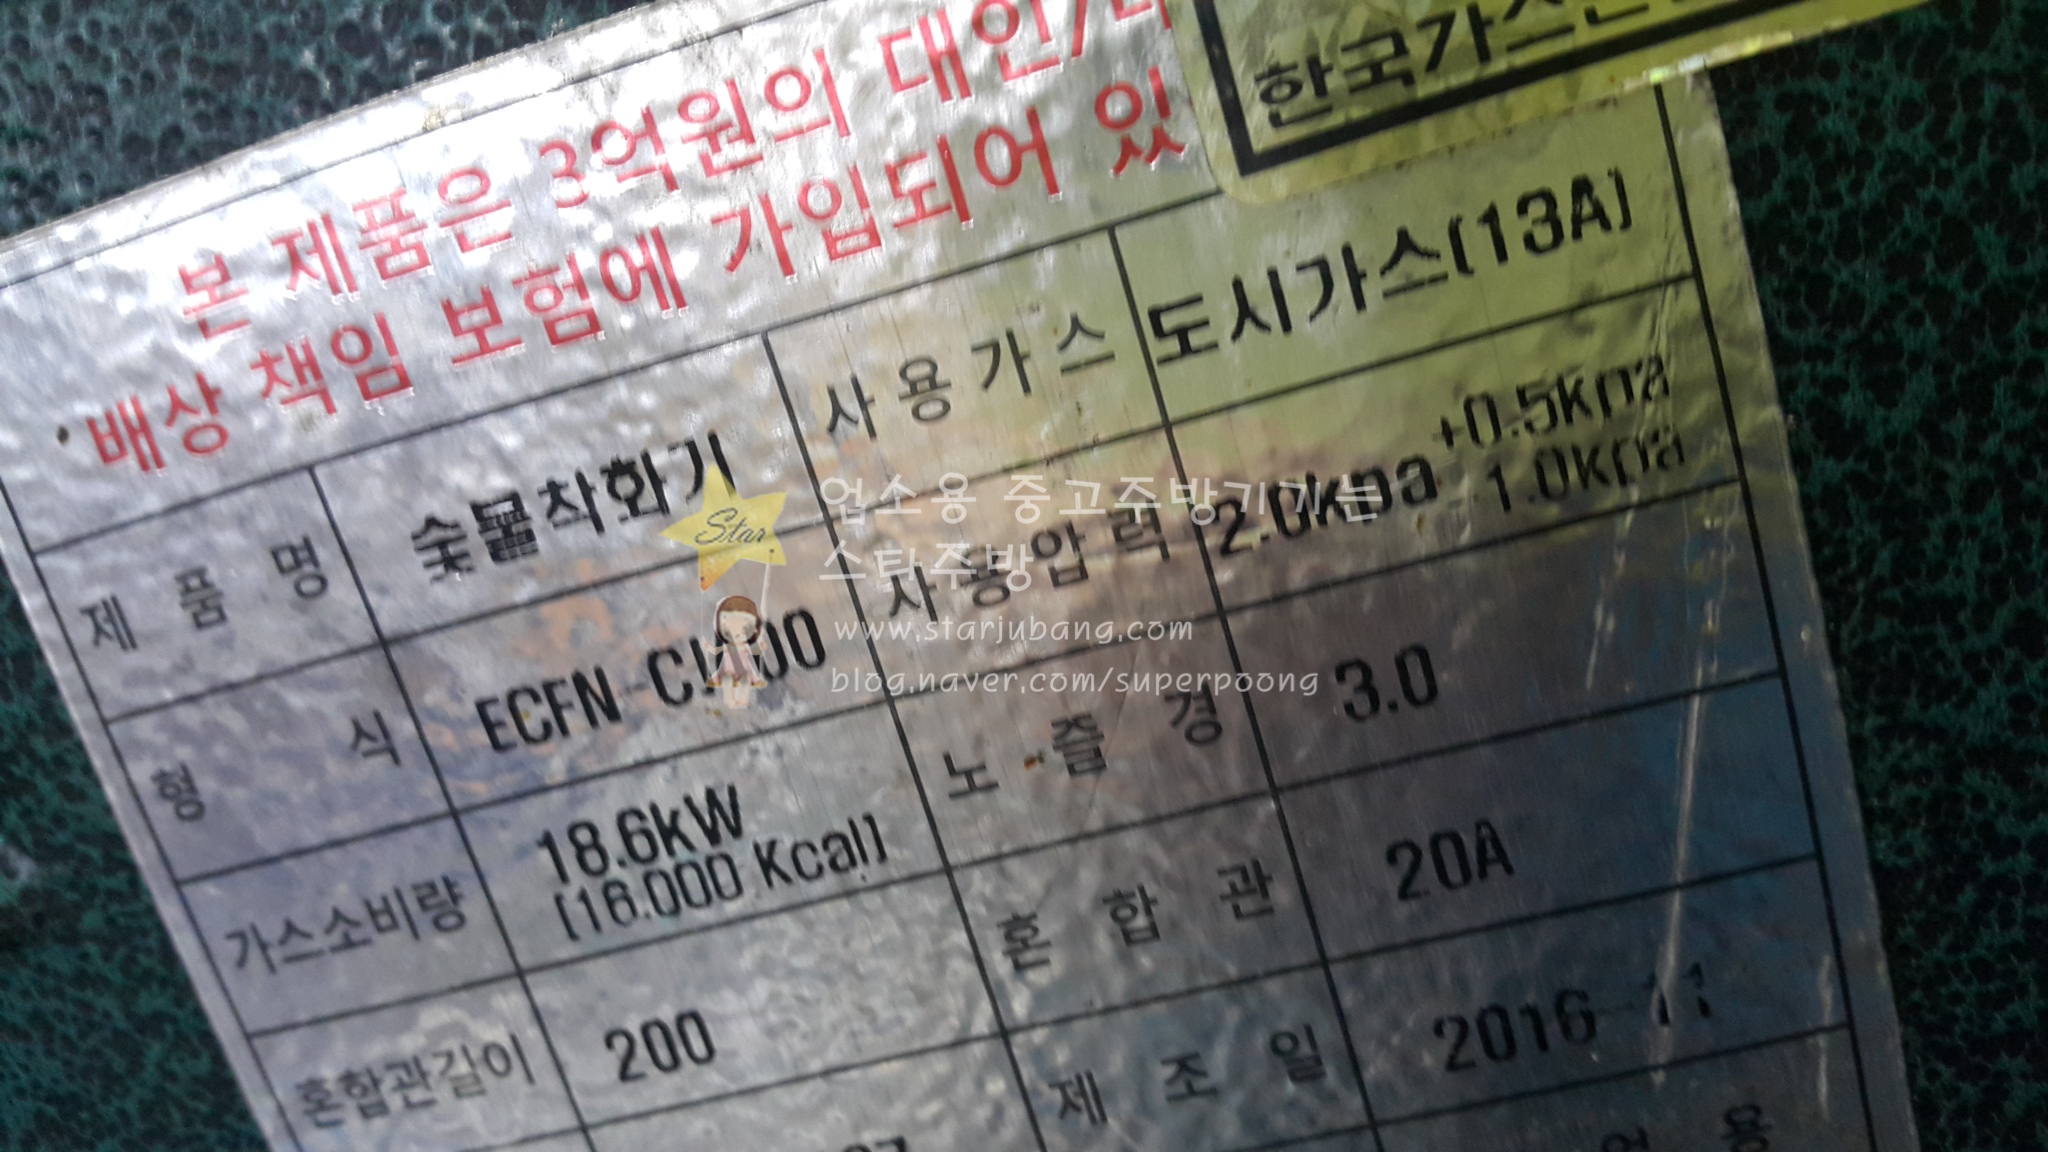 본 제품은 3억원의 대인/
배상 책임 보험에 가입되어 있
한국가스
제 품 명 숯불착화기
사용가스 도시가스(13A)
형 식 ECFN
사용압력 2.0kpa +0.5kpa
1.0kpa
가스소비량 18.6kW
(16.000 Kcal)
노 즐 경 3.0
혼합관길이 200
혼 합 관 20A
제 조 일 2016 11
Star
업소용 중고주방기기는
스타주방
www.starjubang.com
blog.naver.com/superpoong